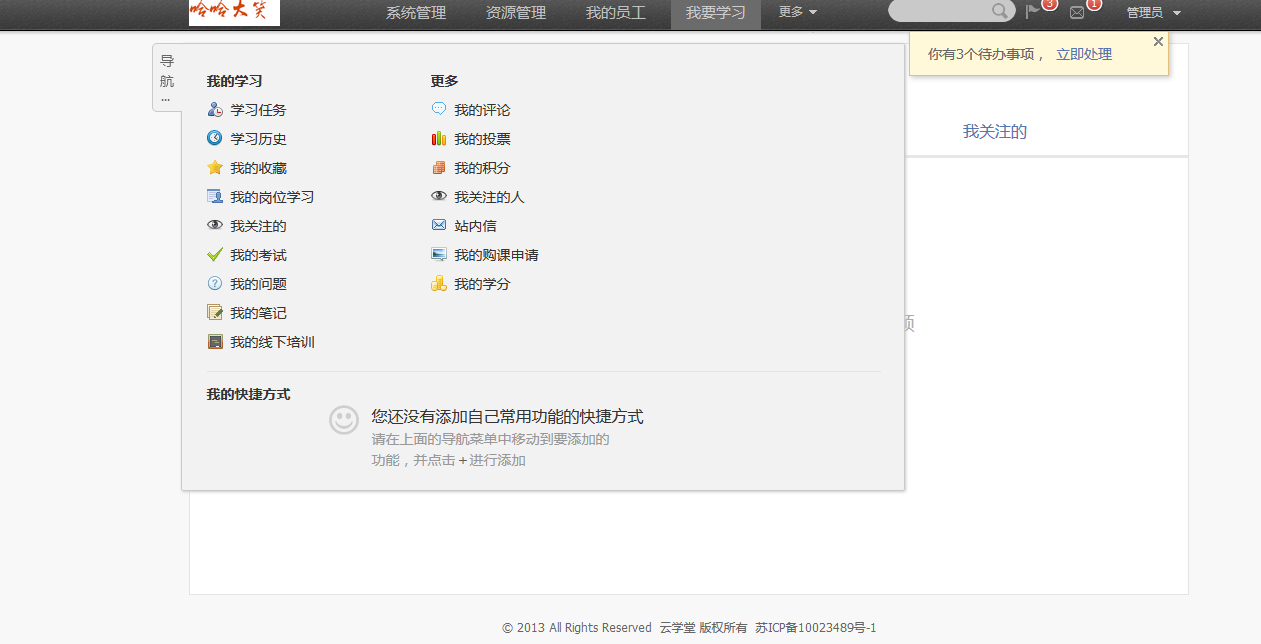 哈哈大笑
系统管理 资源管理 我的员工 我要学习 更多 3 1 管理员
你有3个待办事项， 立即处理
导
航
...
我的学习 更多
学习任务 我的评论
学习历史 我的投票
我的收藏 我的积分
我的岗位学习 我关注的人
我关注的 站内信
我的考试 我的购课申请
我的问题 我的学分
我的笔记
我的线下培训
我关注的
我的快捷方式
您还没有添加自己常用功能的快捷方式
请在上面的导航菜单中移动到要添加的
功能，并点击+进行添加
© 2013 All Rights Reserved 云学堂 版权所有 苏ICP备10023489号-1